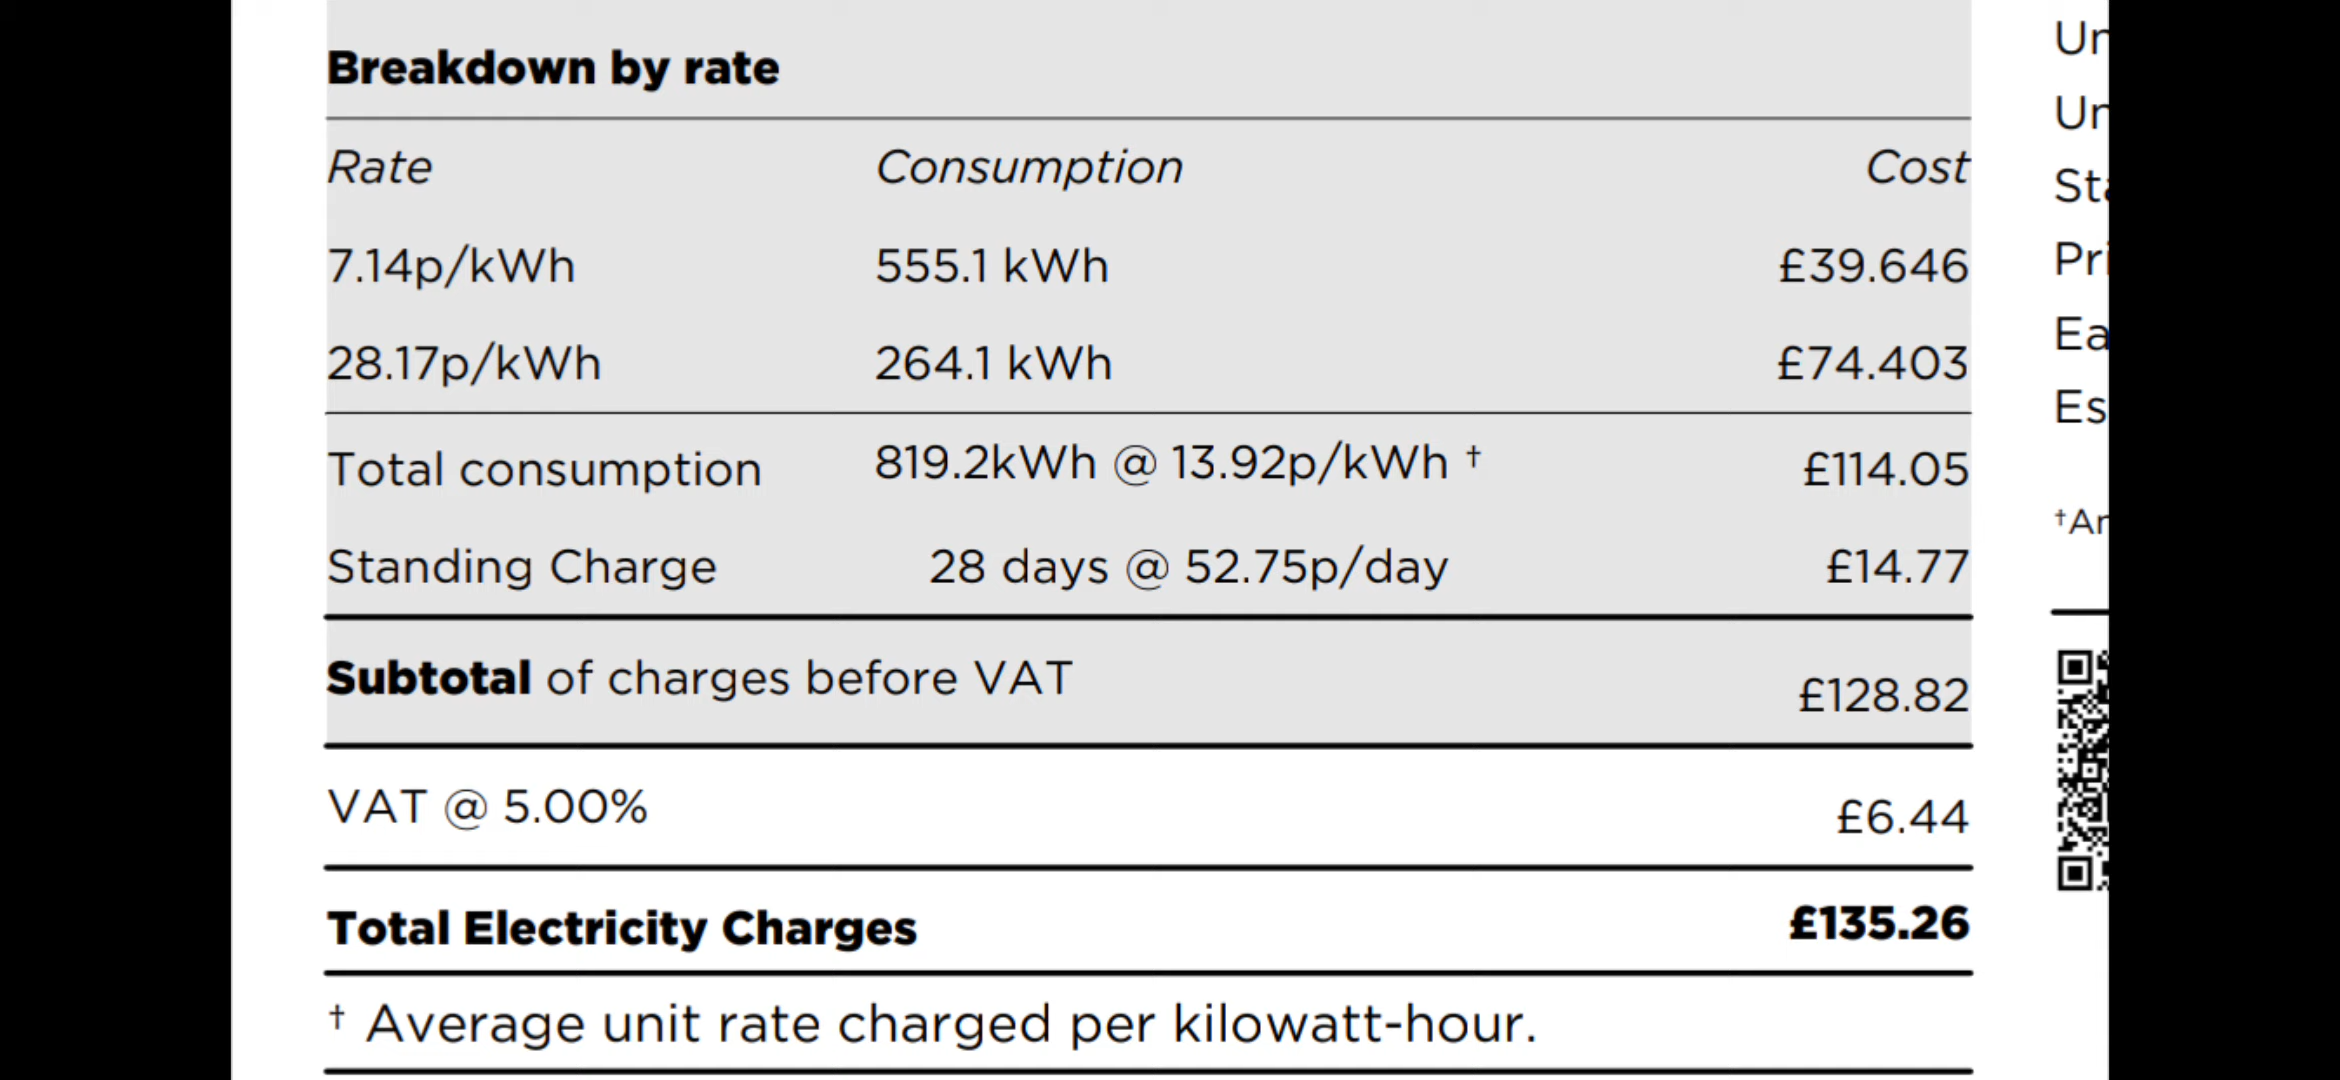 Breakdown by rate
Rate Consumption Cost
7.14p/kWh 555.1 kWh £39.646
28.17p/kWh 264.1 kWh £74.403
Total consumption 819.2kWh @ 13.92p/kWh † £114.05
Standing Charge 28 days @ 52.75p/day £14.77
Subtotal of charges before VAT £128.82
VAT @ 5.00% £6.44
Total Electricity Charges £135.26
† Average unit rate charged per kilowatt-hour.